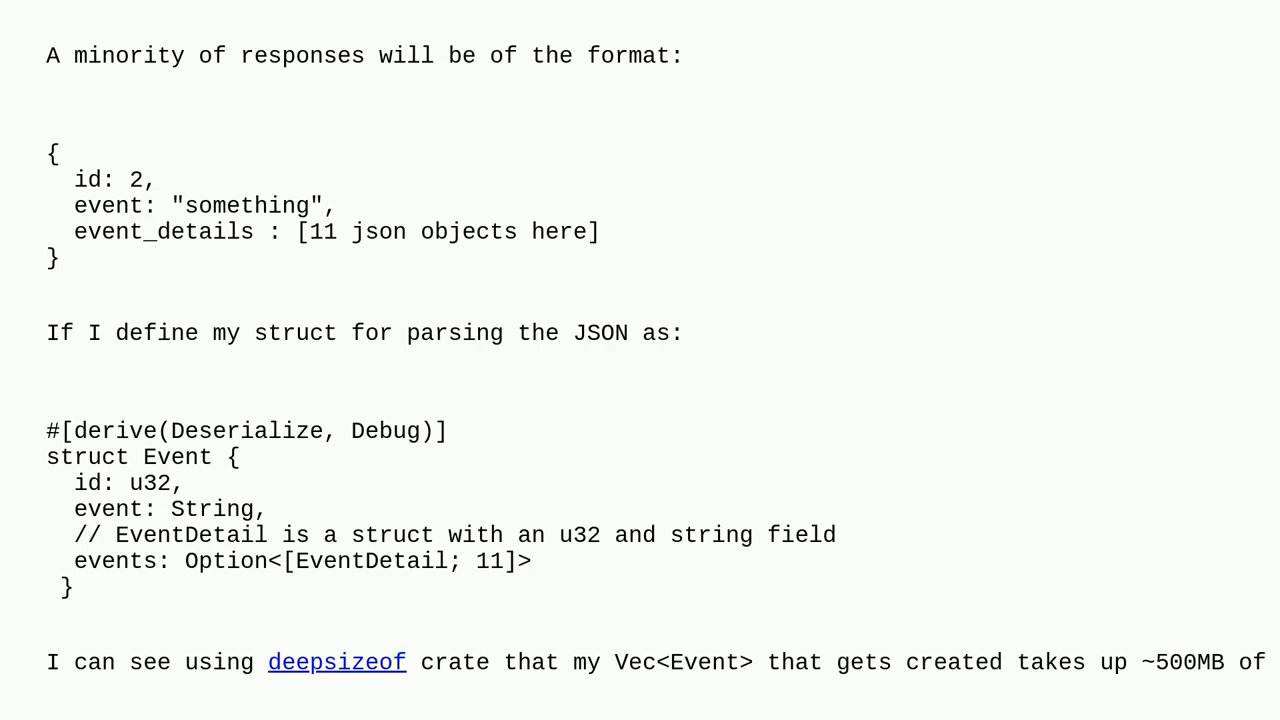 A minority of responses will be of the format:
{
  id: 2,
  event: "something",
  event_details : [11 json objects here]
}
If I define my struct for parsing the JSON as:
#[derive(Deserialize, Debug)]
struct Event {
  id: u32,
  event: String,
  // EventDetail is a struct with an u32 and string field
  events: Option<[EventDetail; 11]>
 }
I can see using deepsizeof crate that my Vec<Event> that gets created takes up ~500MB of